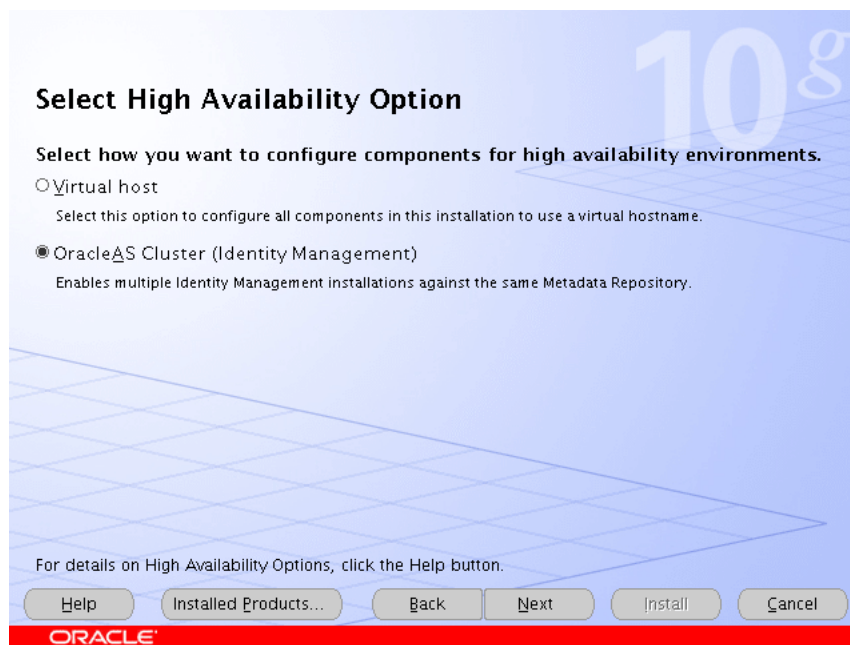 10g
Select High Availability Option
Select how you want to configure components for high availability environments.
Virtual host
Select this option to configure all components in this installation to use a virtual hostname.
OracleAS Cluster (Identity Management)
Enables multiple Identity Management installations against the same Metadata Repository.
For details on High Availability Options, click the Help button.
Help Installed Products... Back Next Install Cancel
ORACLE